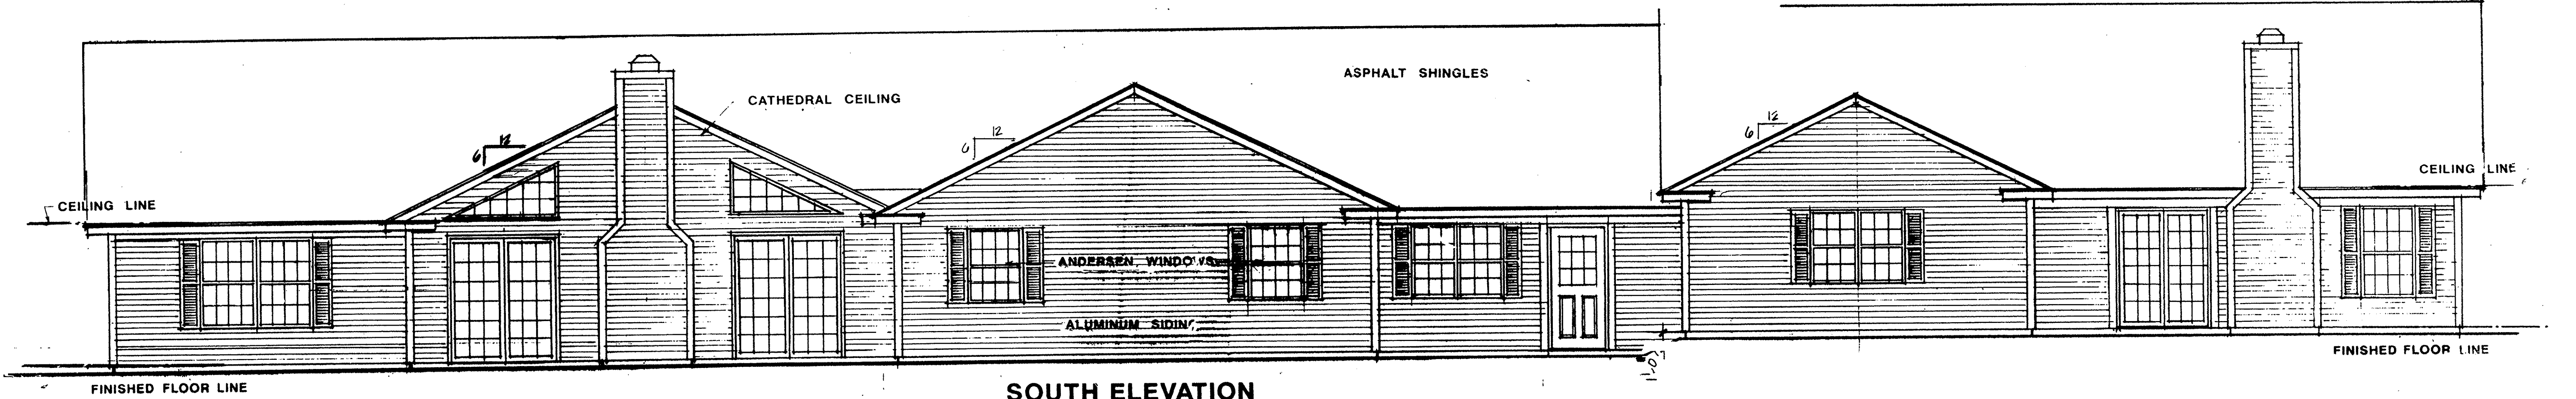 ASPHALT SHINGLES
CATHEDRAL CEILING
12
6
12
6
12
6
CEILING LINE
CEILING LINE
ANDERSEN WINDOWS
ALUMINUM SIDING
FINISHED FLOOR LINE
FINISHED FLOOR LINE
SOUTH ELEVATION